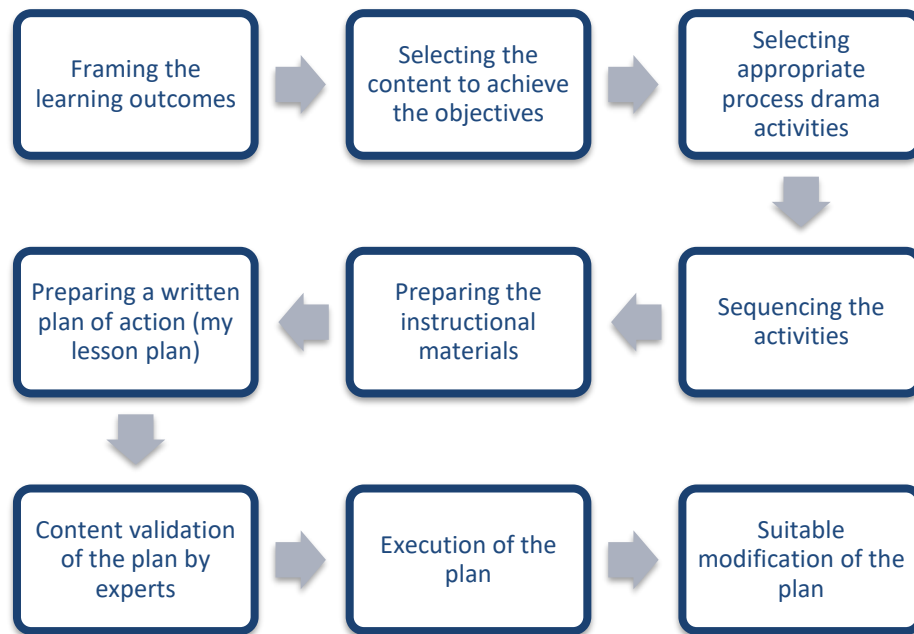 Framing the
learning outcomes
Selecting the
content to achieve
the objectives
Selecting
appropriate
process drama
activities
Sequencing the
activities
Preparing the
instructional
materials
Preparing a written
plan of action (my
lesson plan)
Content validation
of the plan by
experts
Execution of the
plan
Suitable
modification of the
plan